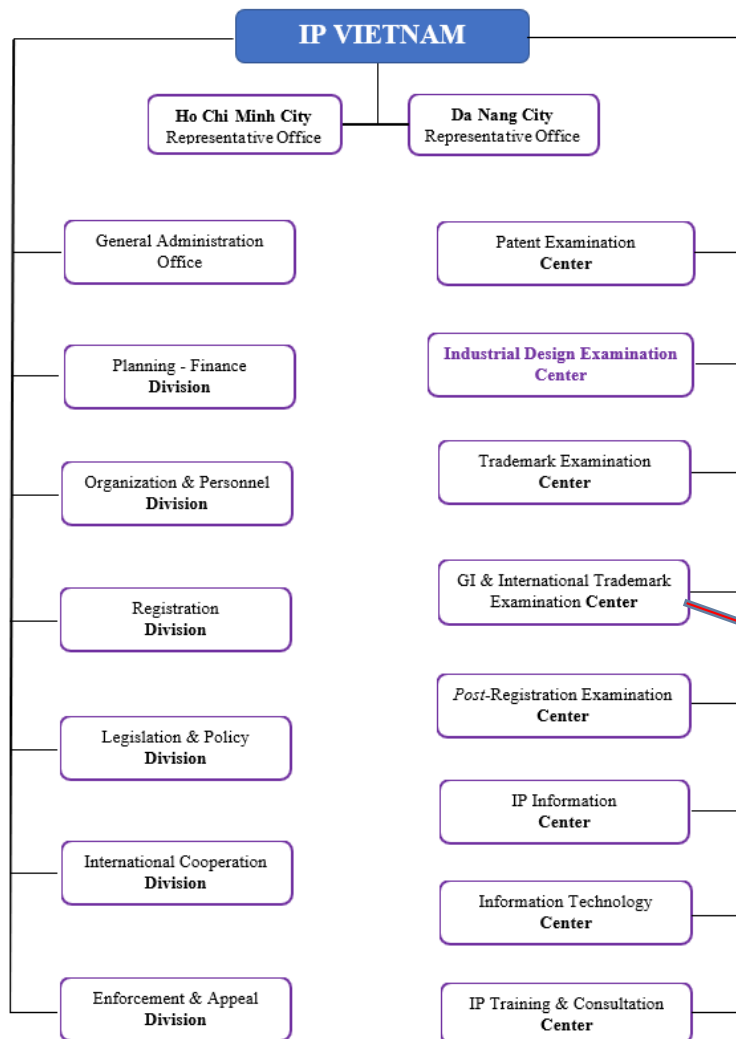 IP VIETNAM
Ho Chi Minh City
Representative Office
Da Nang City
Representative Office
General Administration
Office
Planning - Finance
Division
Organization & Personnel
Division
Registration
Division
Legislation & Policy
Division
International Cooperation
Division
Enforcement & Appeal
Division
Patent Examination
Center
Industrial Design Examination
Center
Trademark Examination
Center
GI & International Trademark
Examination Center
Post-Registration Examination
Center
IP Information
Center
Information Technology
Center
IP Training & Consultation
Center